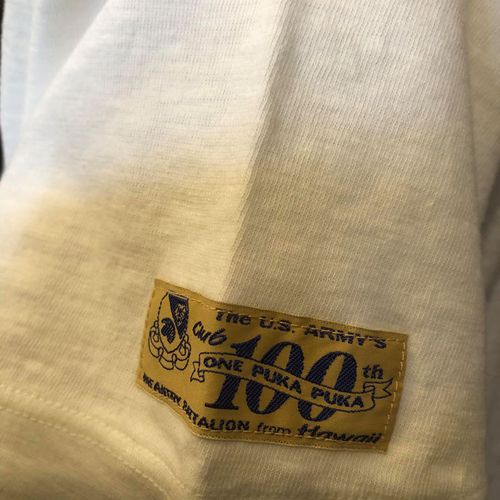 The U.S. ARMY'S
100th
ONE PUKA PUKA
INFANTRY BATTALION from Hawaii